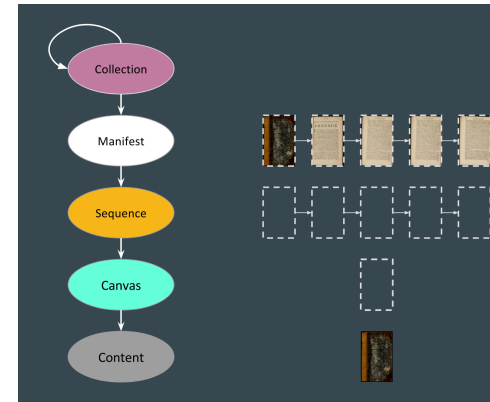 Collection
Manifest
Sequence
Canvas
Content